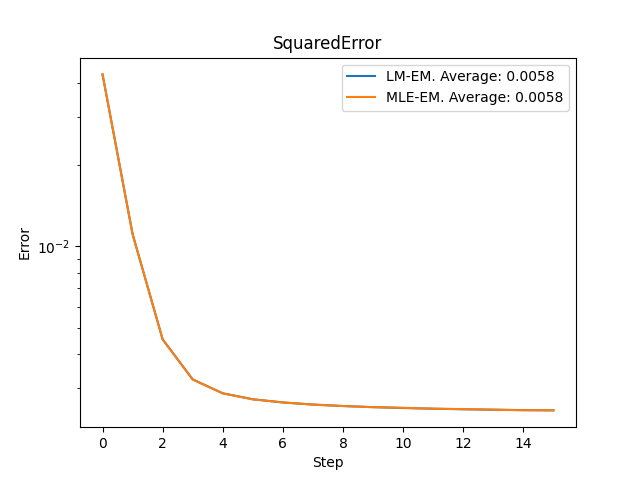 SquaredError
LM-EM. Average: 0.0058
MLE-EM. Average: 0.0058
Error
10⁻²
0 2 4 6 8 10 12 14
Step